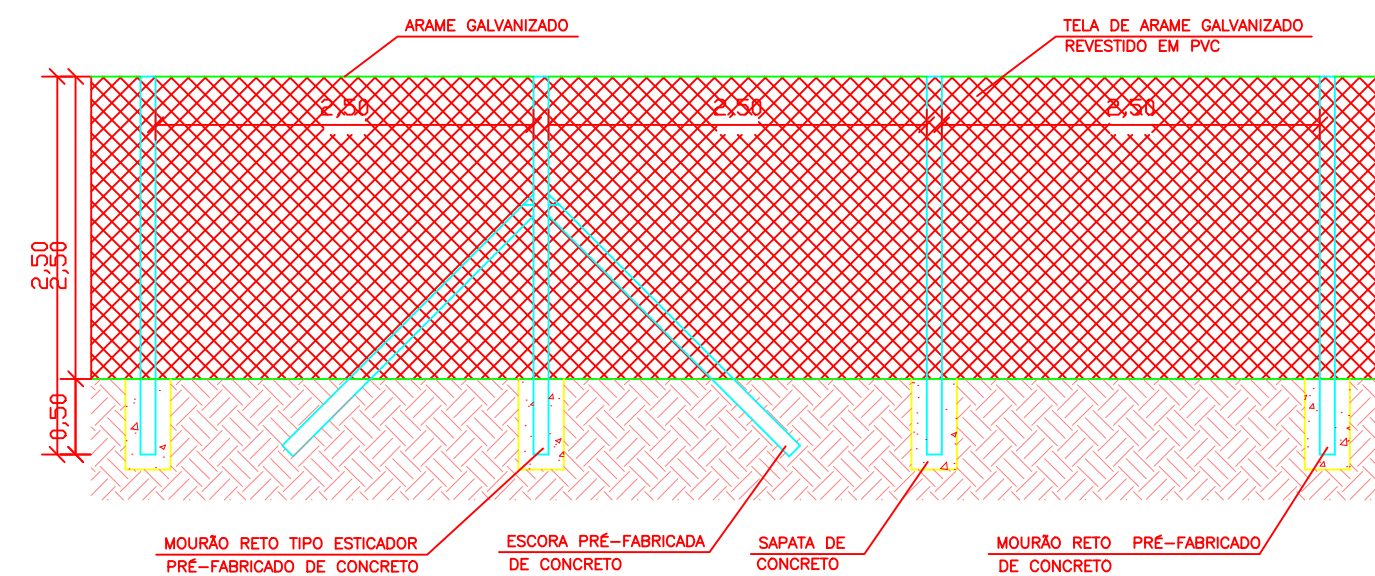 ARAME GALVANIZADO
TELA DE ARAME GALVANIZADO
REVESTIDO EM PVC
2,50
2,50
2,50
2,50
2,50
0,50
MOURÃO RETO TIPO ESTICADOR
PRÉ-FABRICADO DE CONCRETO
ESCORA PRÉ-FABRICADA
DE CONCRETO
SAPATA DE
CONCRETO
MOURÃO RETO PRÉ-FABRICADO
DE CONCRETO